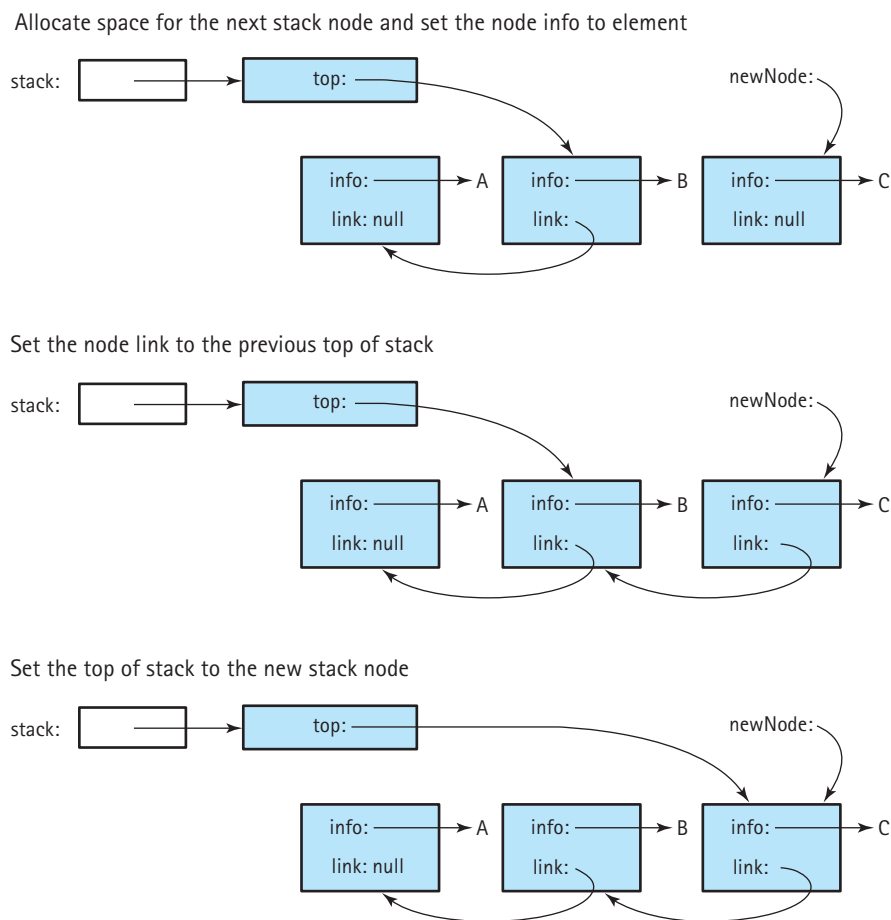 Allocate space for the next stack node and set the node info to element
stack:
top:
newNode:
info:
A
info:
B
info:
C
link: null
link:
link: null
Set the node link to the previous top of stack
stack:
top:
newNode:
info:
A
info:
B
info:
C
link: null
link:
link:
Set the top of stack to the new stack node
stack:
top:
newNode:
info:
A
info:
B
info:
C
link: null
link:
link: